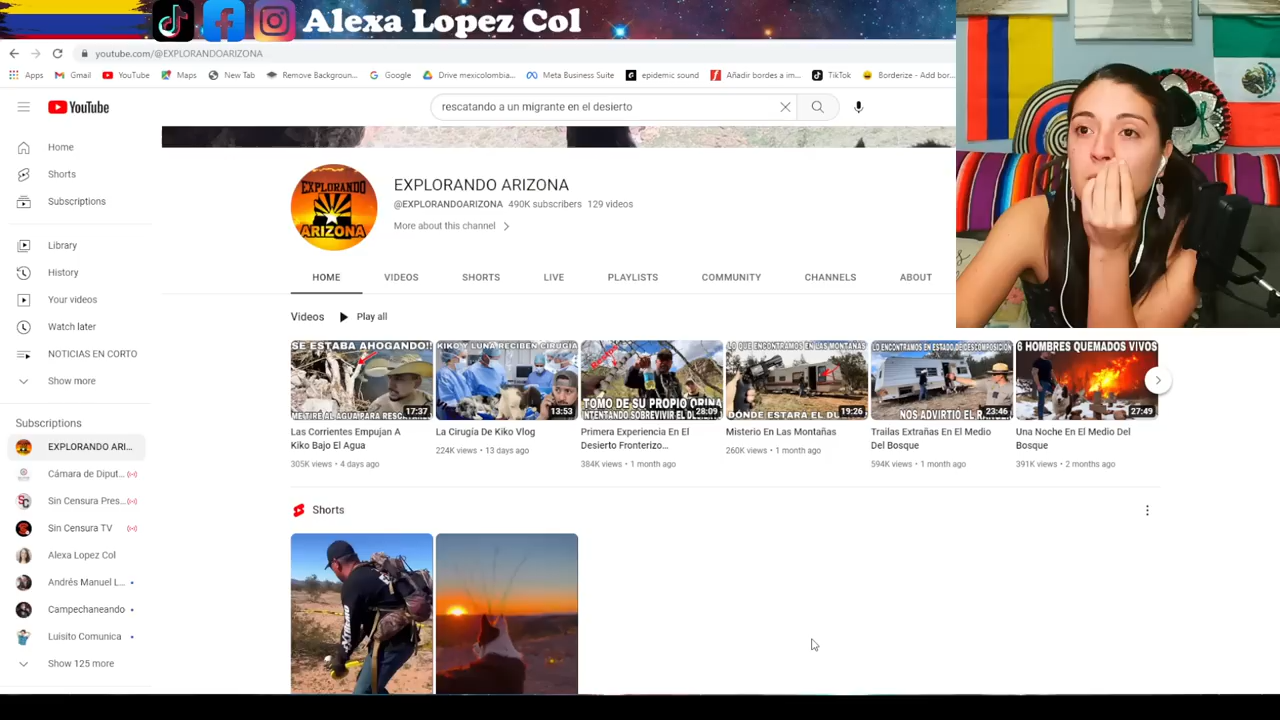 Alexa Lopez Col
youtube.com/@EXPLORANDOARIZONA
Apps Gmail YouTube Maps New Tab Remove Backgroun... Google Drive mexicolombia... Meta Business Suite epidemic sound Añadir bordes a im... TikTok Borderize - Add bor...
YouTube
rescatando a un migrante en el desierto
Home
Shorts
Subscriptions
Library
History
Your videos
Watch later
NOTICIAS EN CORTO
Show more
Subscriptions
EXPLORANDO ARI...
Cámara de Diput...
Sin Censura Pres...
Sin Censura TV
Alexa Lopez Col
Andrés Manuel L...
Campechaneando
Luisito Comunica
Show 125 more
EXPLORANDO
ARIZONA
EXPLORANDO ARIZONA
@EXPLORANDOARIZONA 490K subscribers 129 videos
More about this channel
HOME VIDEOS SHORTS LIVE PLAYLISTS COMMUNITY CHANNELS ABOUT
Videos Play all
SE ESTABA AHOGANDO!!
METIRE AL AGUA PARA RESC
17:37
Las Corrientes Empujan A
Kiko Bajo El Agua
305K views • 4 days ago
KIKO Y LUNA RECIBEN CIRUGIA
13:53
La Cirugía De Kiko Vlog
224K views • 13 days ago
TOMO DE SU PROPIO ORINA
INTENTANDO SOBREVIVIR EL
28:09
Primera Experiencia En El
Desierto Fronterizo...
384K views • 1 month ago
LO QUE ENCONTRAMOS EN LAS MONTAÑAS
DONDE ESTARA EL
19:26
Misterio En Las Montañas
260K views • 1 month ago
LO ENCONTRAMOS EN ESTADO DE DESCOMPOSICION
NOS ADVIRTIO EL
23:46
Trailas Extrañas En El Medio
Del Bosque
594K views • 1 month ago
6 HOMBRES QUEMADOS VIVOS
27:49
Una Noche En El Medio Del
Bosque
391K views • 2 months ago
Shorts